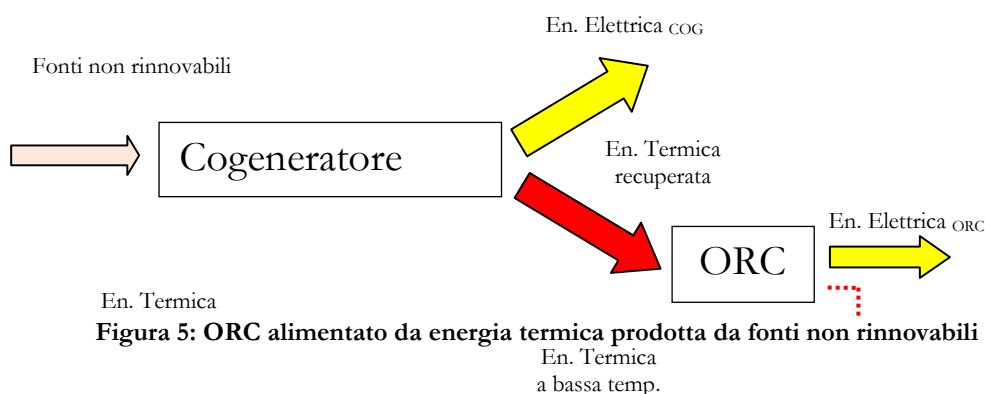 En. Elettrica COG
Fonti non rinnovabili
Cogeneratore
En. Termica
recuperata
ORC
En. Elettrica ORC
En. Termica
Figura 5: ORC alimentato da energia termica prodotta da fonti non rinnovabili
En. Termica
a bassa temp.